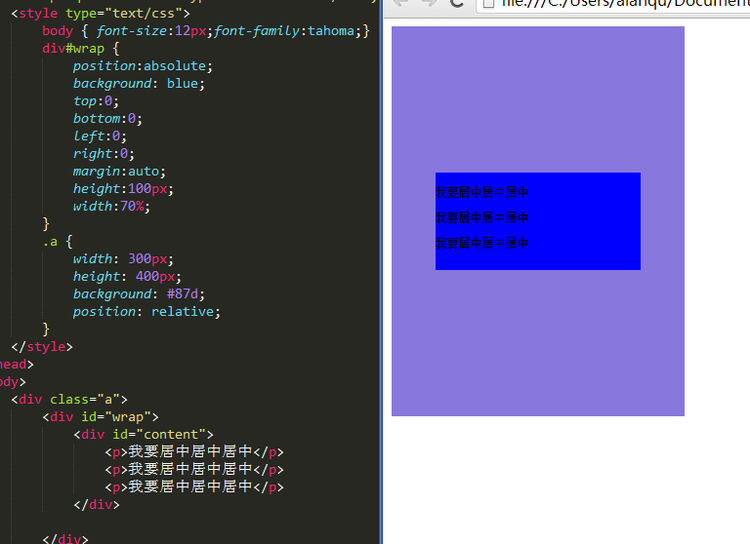 <style type="text/css">
body { font-size:12px;font-family:tahoma;}
div#wrap {
position:absolute;
background: blue;
top:0;
bottom:0;
left:0;
right:0;
margin:auto;
height:100px;
width:70%;
}
.a {
width: 300px;
height: 400px;
background: #87d;
position: relative;
}
</style>
head>
body>
<div class="a">
<div id="wrap">
<div id="content">
<p>我要居中居中居中</p>
<p>我要居中居中居中</p>
<p>我要居中居中居中</p>
</div>
</div>
file:///C:/Users/alanqu/Document
我要居中居中居中
我要居中居中居中
我要居中居中居中